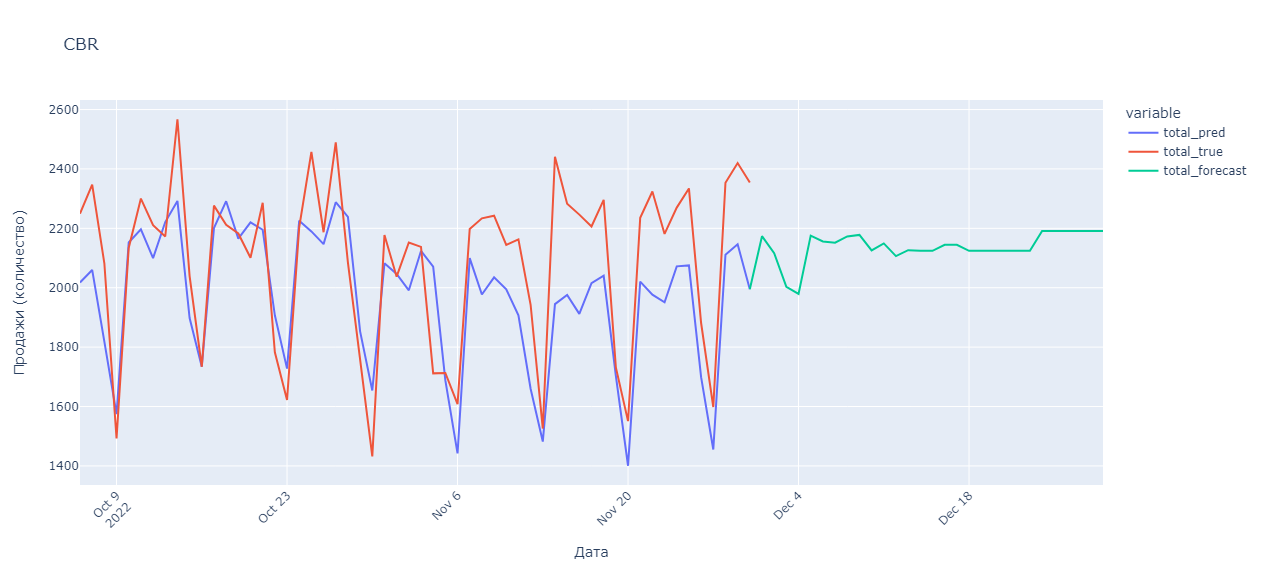 CBR
variable
total_pred
total_true
total_forecast
Продажи (количество)
2600
2400
2200
2000
1800
1600
1400
Oct 9
2022
Oct 23
Nov 6
Nov 20
Dec 4
Dec 18
Дата